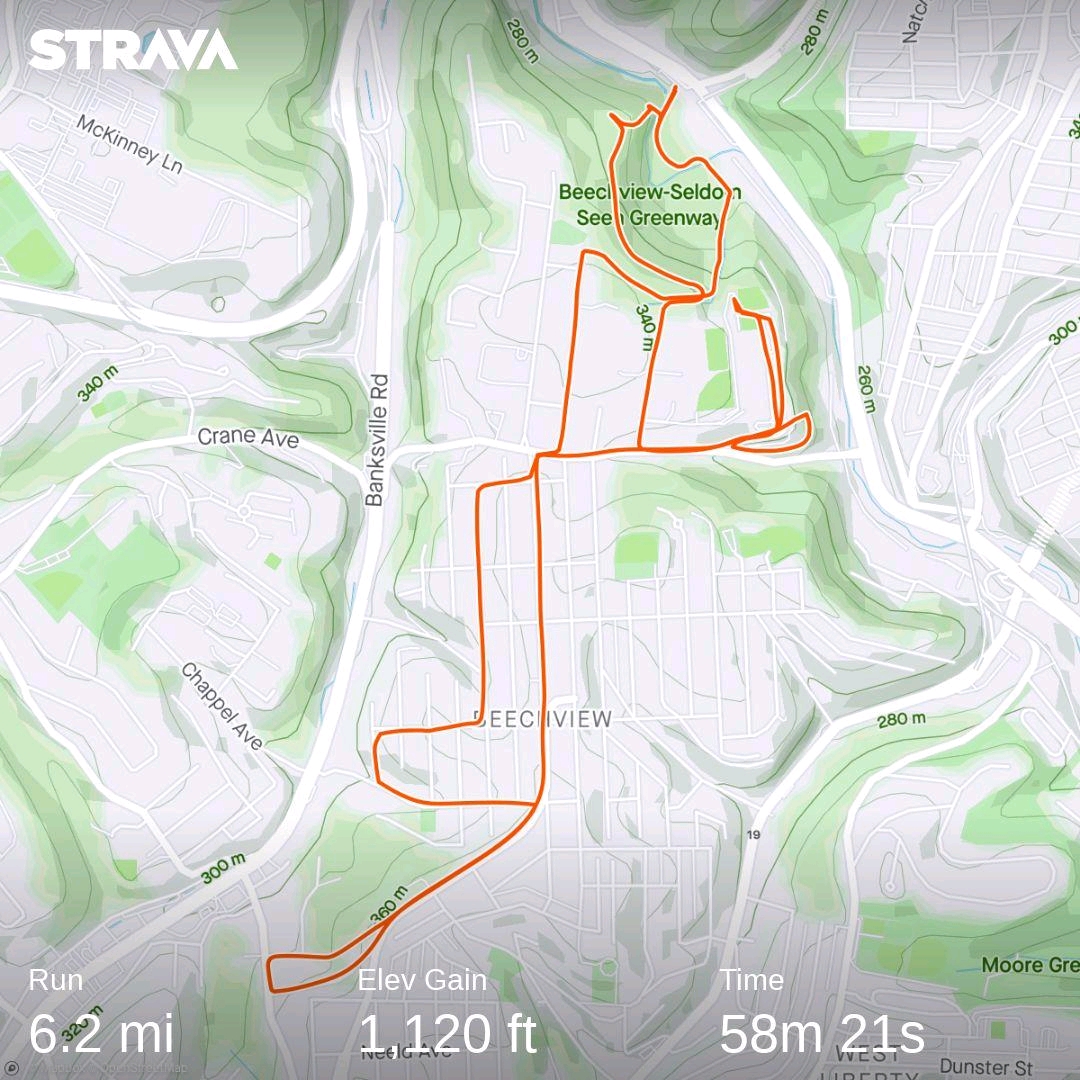 STRAVA
280 m
280 m
McKinney Ln
Beechview-Seldom
Seen Greenway
340 m
300 m
340 m
260 m
Crane Ave
Banksville Rd
BEECHVIEW
280 m
Chappel Ave
19
300 m
360 m
Moore Gre
Run
Elev Gain
Time
320 m
6.2 mi
1,120 ft
58m 21s
Neeld Ave
WEST
LIBERTY
Dunster St
© Mapbox © OpenStreetMap